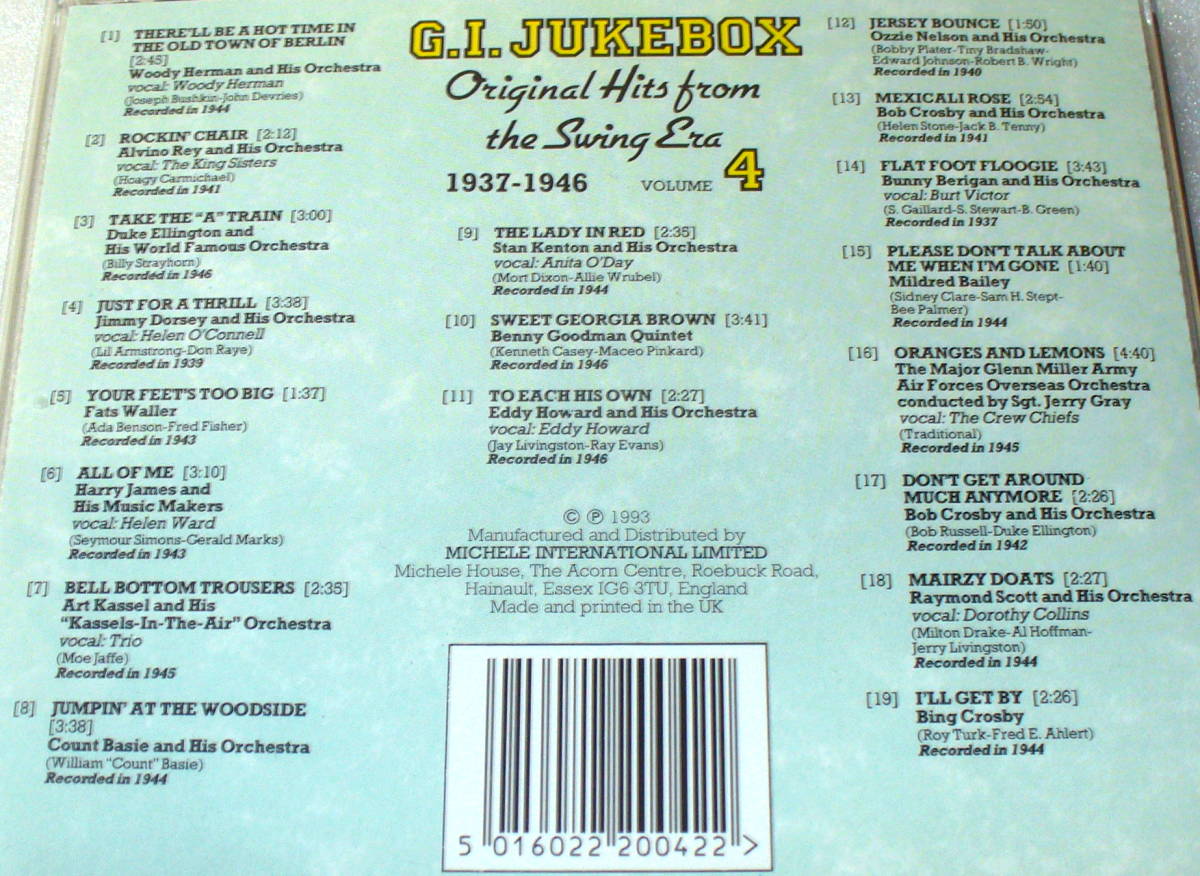 [1] THERE'LL BE A HOT TIME IN
THE OLD TOWN OF BERLIN
[2:45]
Woody Herman and His Orchestra
vocal: Woody Herman
(Joseph Bushkin-John Devries)
Recorded in 1944
[2] ROCKIN' CHAIR [2:12]
Alvino Rey and His Orchestra
vocal: The King Sisters
(Hoagy Carmichael)
Recorded in 1941
[3] TAKE THE "A" TRAIN [3:00]
Duke Ellington and
His World Famous Orchestra
(Billy Strayhorn)
Recorded in 1946
[4] JUST FOR A THRILL [3:38]
Jimmy Dorsey and His Orchestra
vocal: Helen O'Connell
(Lil Armstrong-Don Raye)
Recorded in 1939
[5] YOUR FEET'S TOO BIG [1:37]
Fats Waller
(Ada Benson-Fred Fisher)
Recorded in 1943
[6] ALL OF ME [3:10]
Harry James and
His Music Makers
vocal: Helen Ward
(Seymour Simons-Gerald Marks)
Recorded in 1943
[7] BELL BOTTOM TROUSERS [2:35]
Art Kassel and His
"Kassels-In-The-Air" Orchestra
vocal: Trio
(Moe Jaffe)
Recorded in 1945
[8] JUMPIN' AT THE WOODSIDE
[3:38]
Count Basie and His Orchestra
(William "Count" Basie)
Recorded in 1944
G.I. JUKEBOX
Original Hits from
the Swing Era
1937-1946 VOLUME 4
[9] THE LADY IN RED [2:35]
Stan Kenton and His Orchestra
vocal: Anita O'Day
(Mort Dixon-Allie Wrubel)
Recorded in 1944
[10] SWEET GEORGIA BROWN [3:41]
Benny Goodman Quintet
(Kenneth Casey-Maceo Pinkard)
Recorded in 1946
[11] TO EACH HIS OWN [2:27]
Eddy Howard and His Orchestra
vocal: Eddy Howard
(Jay Livingston-Ray Evans)
Recorded in 1946
© ℗ 1993
Manufactured and Distributed by
MICHELE INTERNATIONAL LIMITED
Michele House, The Acorn Centre, Roebuck Road,
Hainault, Essex IG6 3TU, England
Made and printed in the UK
5 016022 200422 >
[12] JERSEY BOUNCE [1:50]
Ozzie Nelson and His Orchestra
(Bobby Plater-Tiny Bradshaw-
Edward Johnson-Robert B. Wright)
Recorded in 1940
[13] MEXICALI ROSE [2:54]
Bob Crosby and His Orchestra
(Helen Stone-Jack B. Tenny)
Recorded in 1941
[14] FLAT FOOT FLOOGIE [3:43]
Bunny Berigan and His Orchestra
vocal: Burt Victor
(S. Gaillard-S. Stewart-B. Green)
Recorded in 1937
[15] PLEASE DON'T TALK ABOUT
ME WHEN I'M GONE [1:40]
Mildred Bailey
(Sidney Clare-Sam H. Stept-
Bee Palmer)
Recorded in 1944
[16] ORANGES AND LEMONS [4:40]
The Major Glenn Miller Army
Air Forces Overseas Orchestra
conducted by Sgt. Jerry Gray
vocal: The Crew Chiefs
(Traditional)
Recorded in 1945
[17] DON'T GET AROUND
MUCH ANYMORE [2:26]
Bob Crosby and His Orchestra
(Bob Russell-Duke Ellington)
Recorded in 1942
[18] MAIRZY DOATS [2:27]
Raymond Scott and His Orchestra
vocal: Dorothy Collins
(Milton Drake-Al Hoffman-
Jerry Livingston)
Recorded in 1944
[19] I'LL GET BY [2:26]
Bing Crosby
(Roy Turk-Fred E. Ahlert)
Recorded in 1944